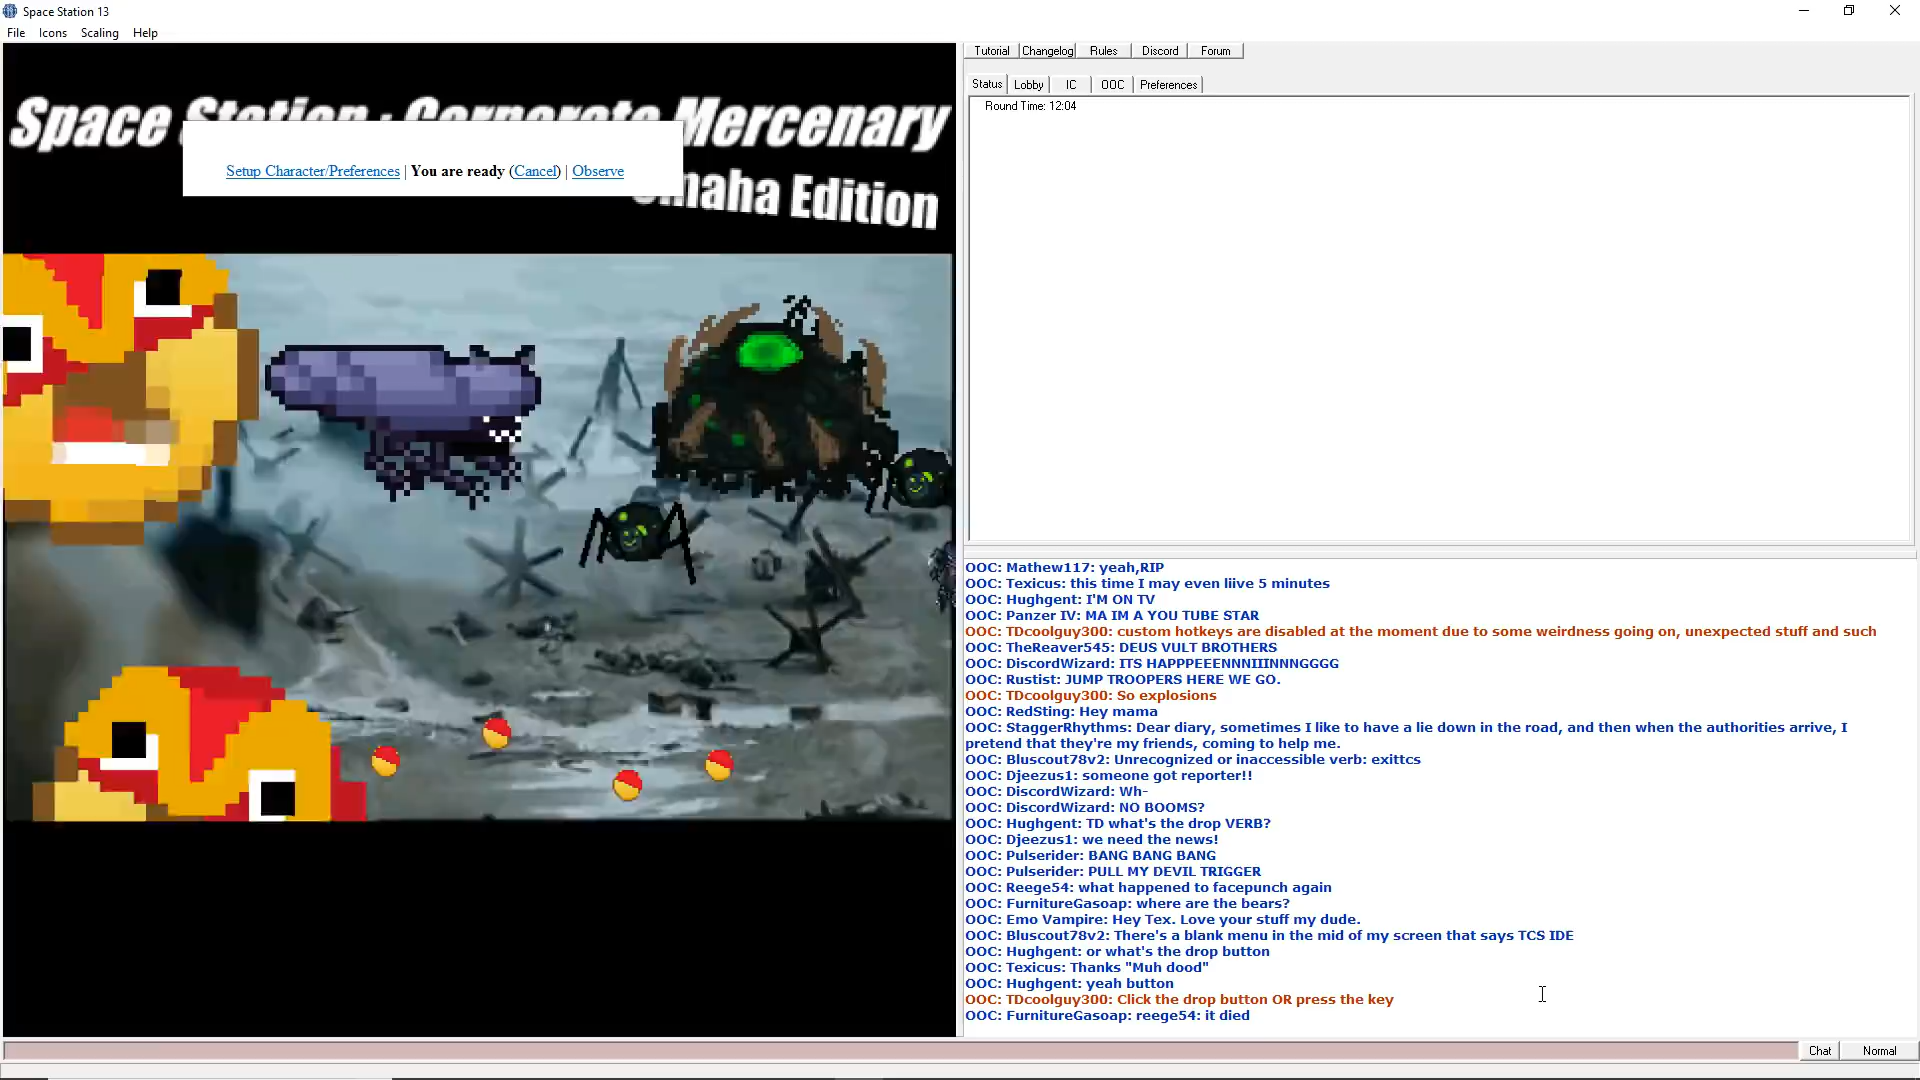 Space Station 13
File Icons Scaling Help
Tutorial Changelog Rules Discord Forum
Status Lobby IC OOC Preferences
Round Time: 12:04
Space Station: Corporate Mercenary
Setup Character/Preferences | You are ready (Cancel) | Observe
Edition
OOC: Mathew117: yeah,RIP
OOC: Texicus: this time I may even liive 5 minutes
OOC: Hughgent: I'M ON TV
OOC: Panzer IV: MA IM A YOU TUBE STAR
OOC: TDcoolguy300: custom hotkeys are disabled at the moment due to some weirdness going on, unexpected stuff and such
OOC: TheReaver545: DEUS VULT BROTHERS
OOC: DiscordWizard: ITS HAPPPEEENNNIIINNNGGGG
OOC: Rustist: JUMP TROOPERS HERE WE GO.
OOC: TDcoolguy300: So explosions
OOC: RedSting: Hey mama
OOC: StaggerRhythms: Dear diary, sometimes I like to have a lie down in the road, and then when the authorities arrive, I
pretend that they're my friends, coming to help me.
OOC: Bluscout78v2: Unrecognized or inaccessible verb: exittcs
OOC: Djeezus1: someone got reporter!!
OOC: DiscordWizard: Wh-
OOC: DiscordWizard: NO BOOMS?
OOC: Hughgent: TD what's the drop VERB?
OOC: Djeezus1: we need the news!
OOC: Pulserider: BANG BANG BANG
OOC: Pulserider: PULL MY DEVIL TRIGGER
OOC: Reege54: what happened to facepunch again
OOC: FurnitureGasoap: where are the bears?
OOC: Emo Vampire: Hey Tex. Love your stuff my dude.
OOC: Bluscout78v2: There's a blank menu in the mid of my screen that says TCS IDE
OOC: Hughgent: or what's the drop button
OOC: Texicus: Thanks "Muh dood"
OOC: Hughgent: yeah button
OOC: TDcoolguy300: Click the drop button OR press the key
OOC: FurnitureGasoap: reege54: it died
Chat Normal